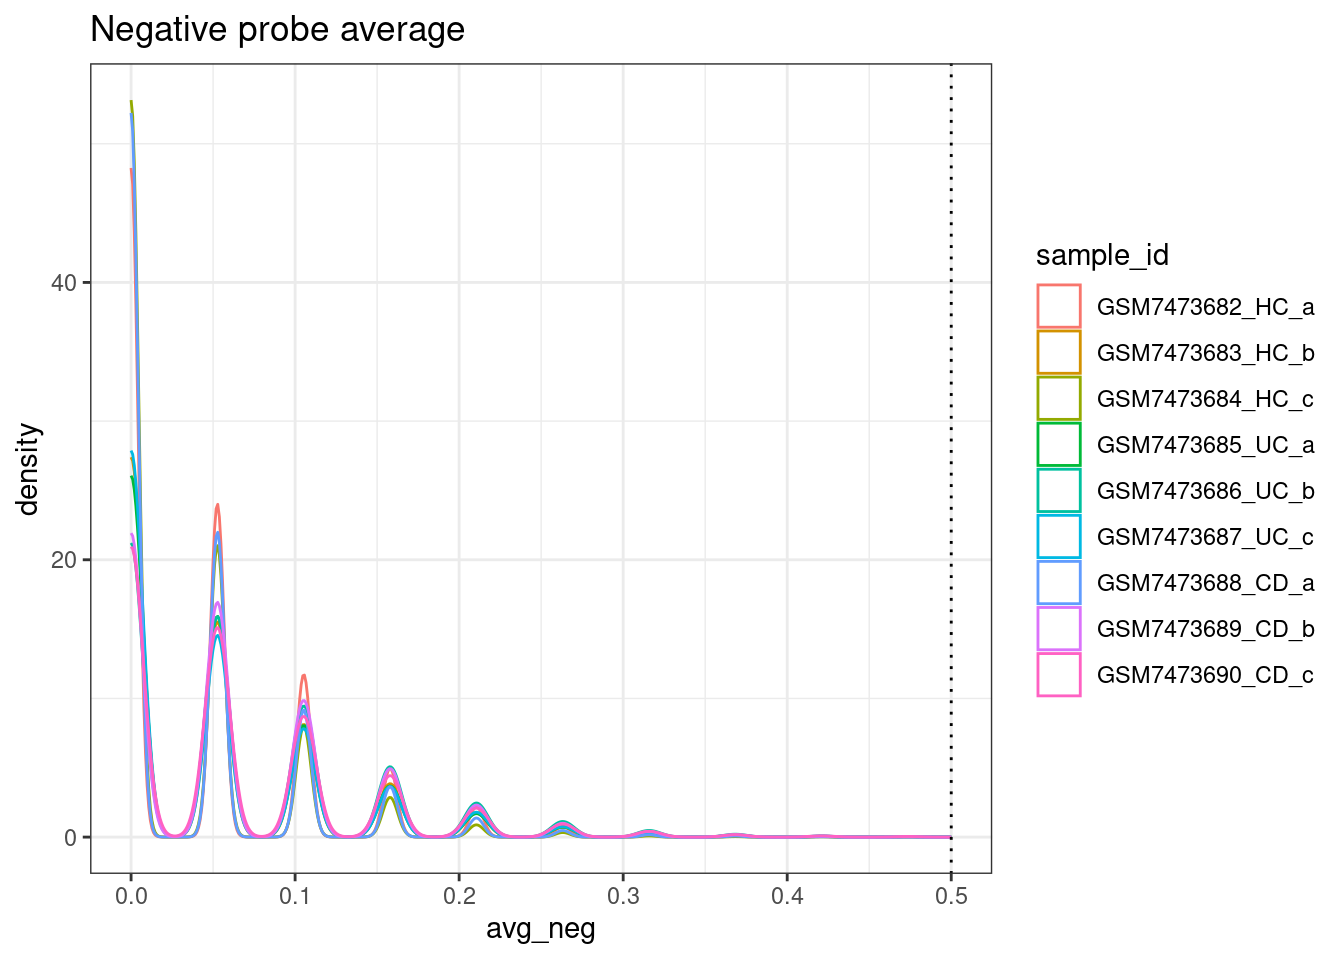 Negative probe average
density
40
20
0
0.0
0.1
0.2
0.3
0.4
0.5
avg_neg
sample_id
GSM7473682_HC_a
GSM7473683_HC_b
GSM7473684_HC_c
GSM7473685_UC_a
GSM7473686_UC_b
GSM7473687_UC_c
GSM7473688_CD_a
GSM7473689_CD_b
GSM7473690_CD_c